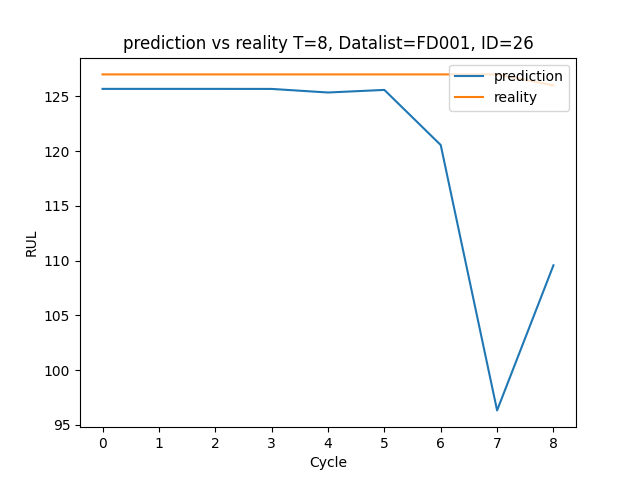 prediction vs reality T=8, Datalist=FD001, ID=26
prediction
reality
125
120
115
110
105
100
95
RUL
0 1 2 3 4 5 6 7 8
Cycle